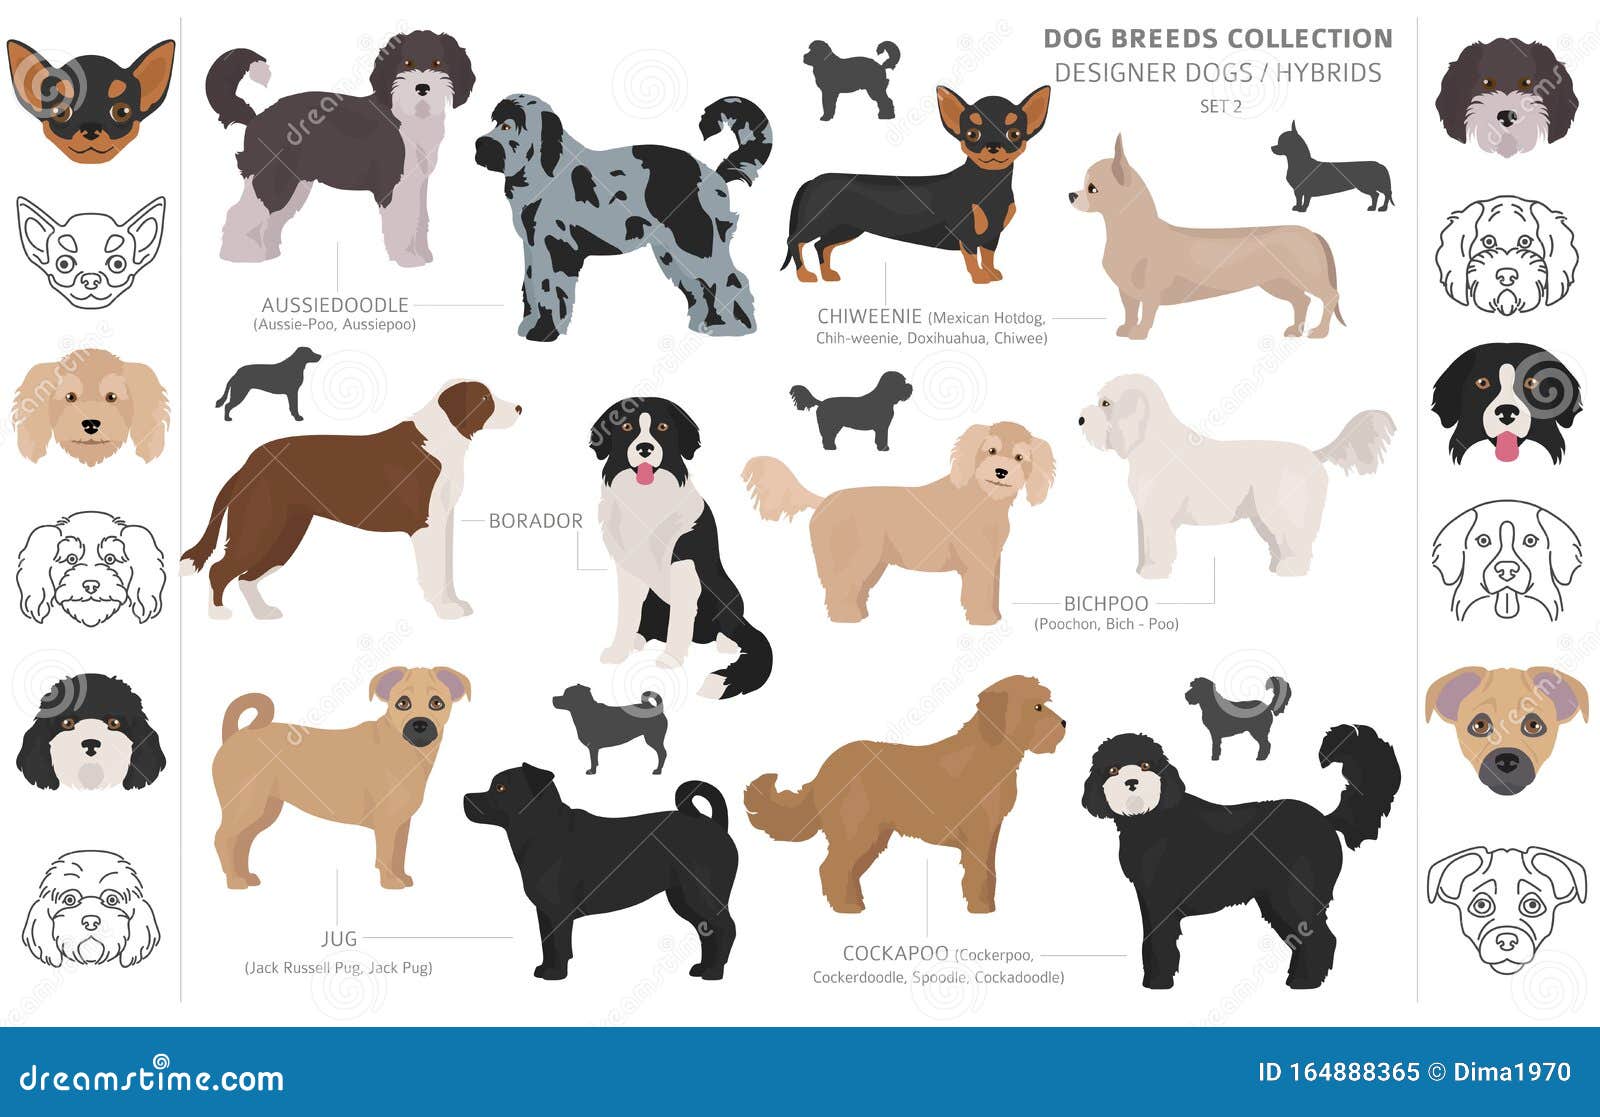 DOG BREEDS COLLECTION
DESIGNER DOGS / HYBRIDS
SET 2
AUSSIEDOODLE
(Aussie-Poo, Aussiepoo)
CHIWEENIE (Mexican Hotdog,
Chih-weenie, Doxihuahua, Chiwee)
BORADOR
BICHPOO
(Poochon, Bich - Poo)
JUG
(Jack Russell Pug, Jack Pug)
COCKAPOO (Cockerpoo,
Cockerdoodle, Spoodle, Cockadoodle)
dreamstime.com
ID 164888365 © Dima1970